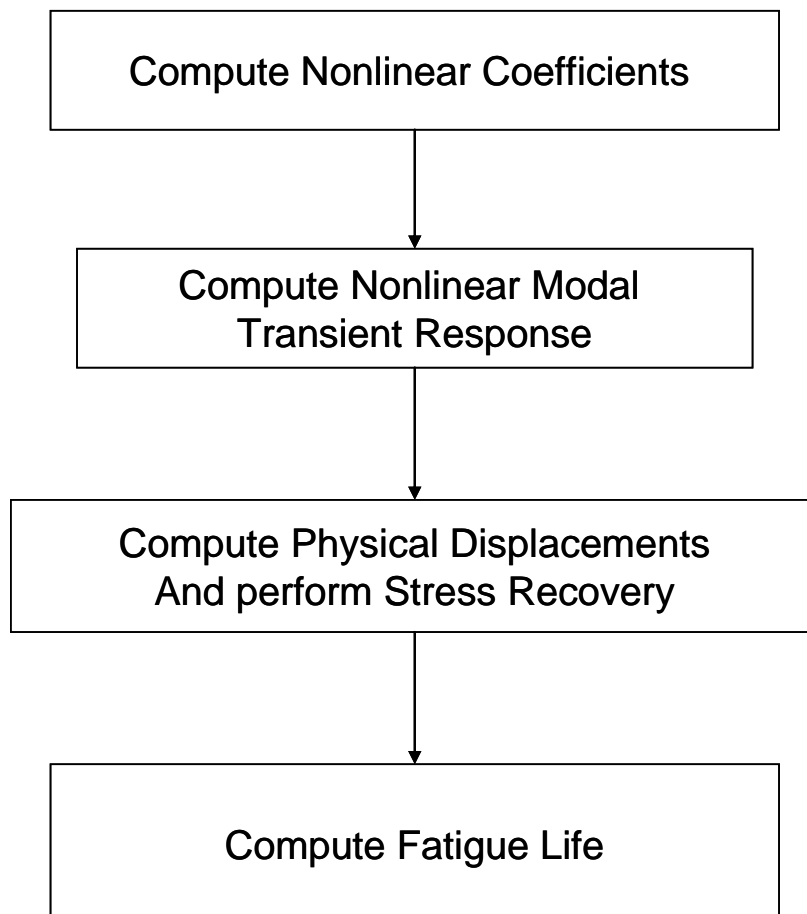 Compute Nonlinear Coefficients
Compute Nonlinear Modal
Transient Response
Compute Physical Displacements
And perform Stress Recovery
Compute Fatigue Life